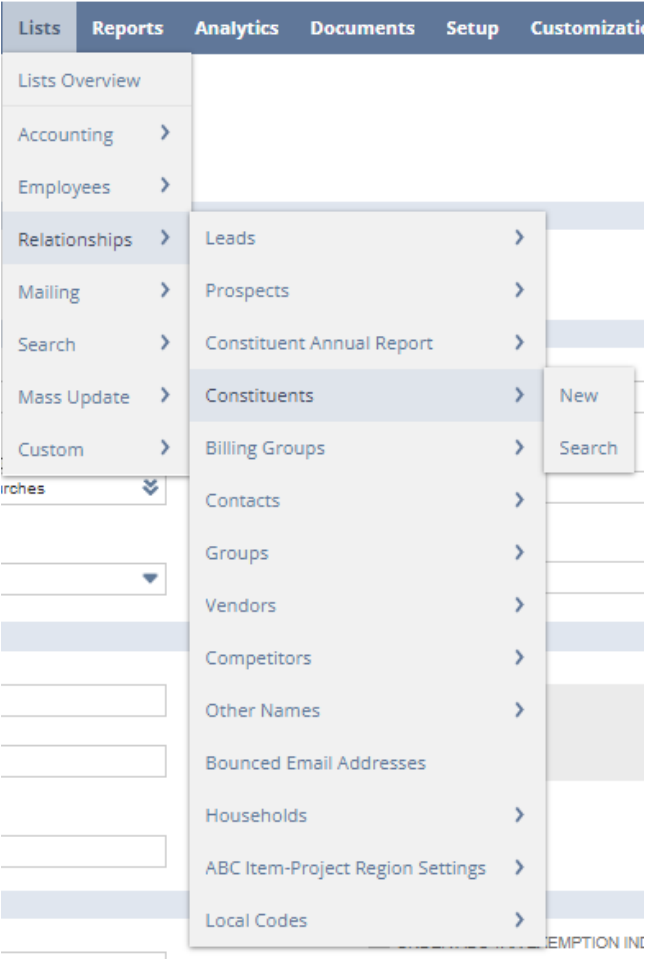 Lists Reports Analytics Documents Setup
Lists Overview
Accounting
Employees
Relationships
Mailing
Search
Mass Update
Custom
Leads
Prospects
Constituent Annual Report
Constituents
Billing Groups
Contacts
Groups
Vendors
Competitors
Other Names
Bounced Email Addresses
Households
ABC Item-Project Region Settings
Local Codes
New
Search